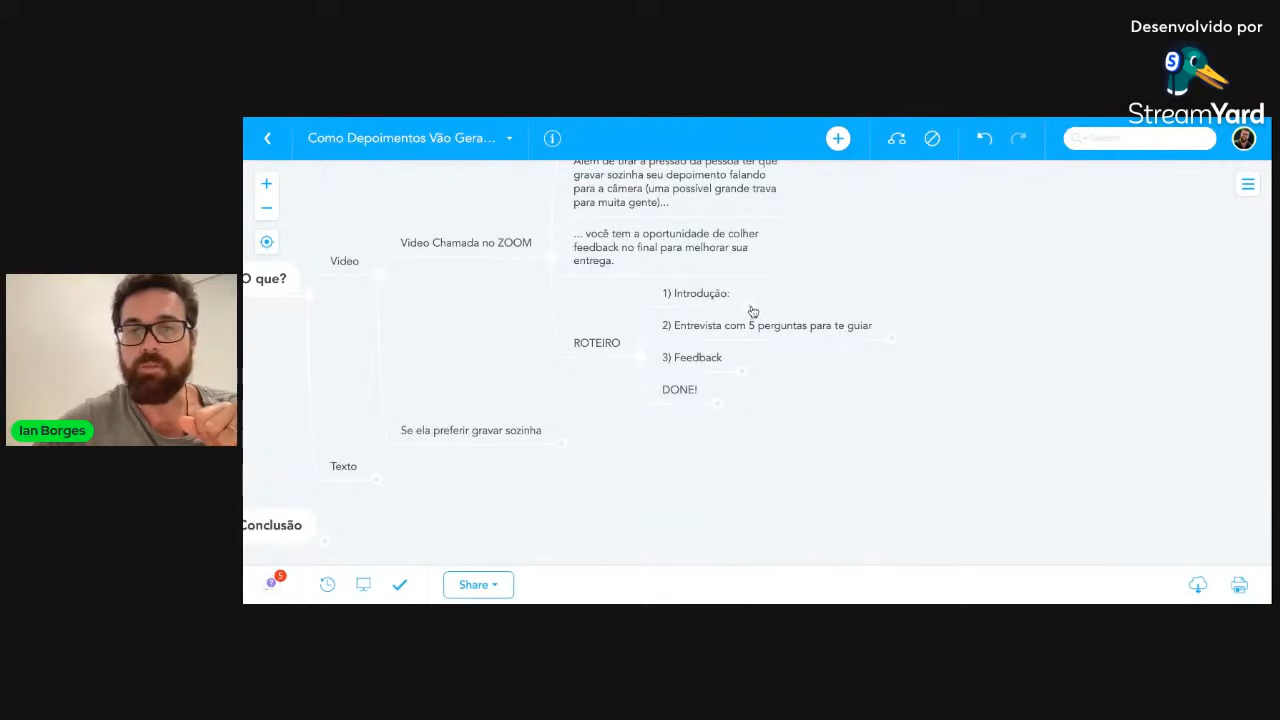 Desenvolvido por
StreamYard
Como Depoimentos Vão Gera...
Search
Além de tirar a pressão da pessoa ter que
gravar sozinha seu depoimento falando
para a câmera (uma possível grande trava
para muita gente)...
... você tem a oportunidade de colher
feedback no final para melhorar sua
entrega.
Video Chamada no ZOOM
Video
O que?
1) Introdução:
2) Entrevista com 5 perguntas para te guiar
ROTEIRO
3) Feedback
DONE!
Se ela preferir gravar sozinha
Texto
Conclusão
Ian Borges
5
Share